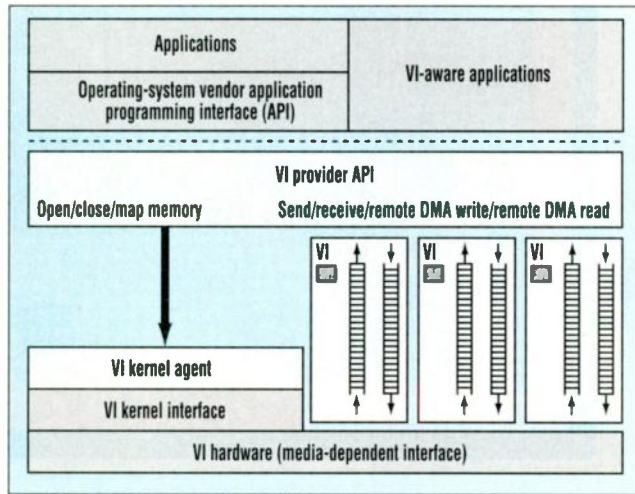 Applications
Operating-system vendor application
programming interface (API)
VI-aware applications
VI provider API
Open/close/map memory
Send/receive/remote DMA write/remote DMA read
VI
VI
VI
VI kernel agent
VI kernel interface
VI hardware (media-dependent interface)